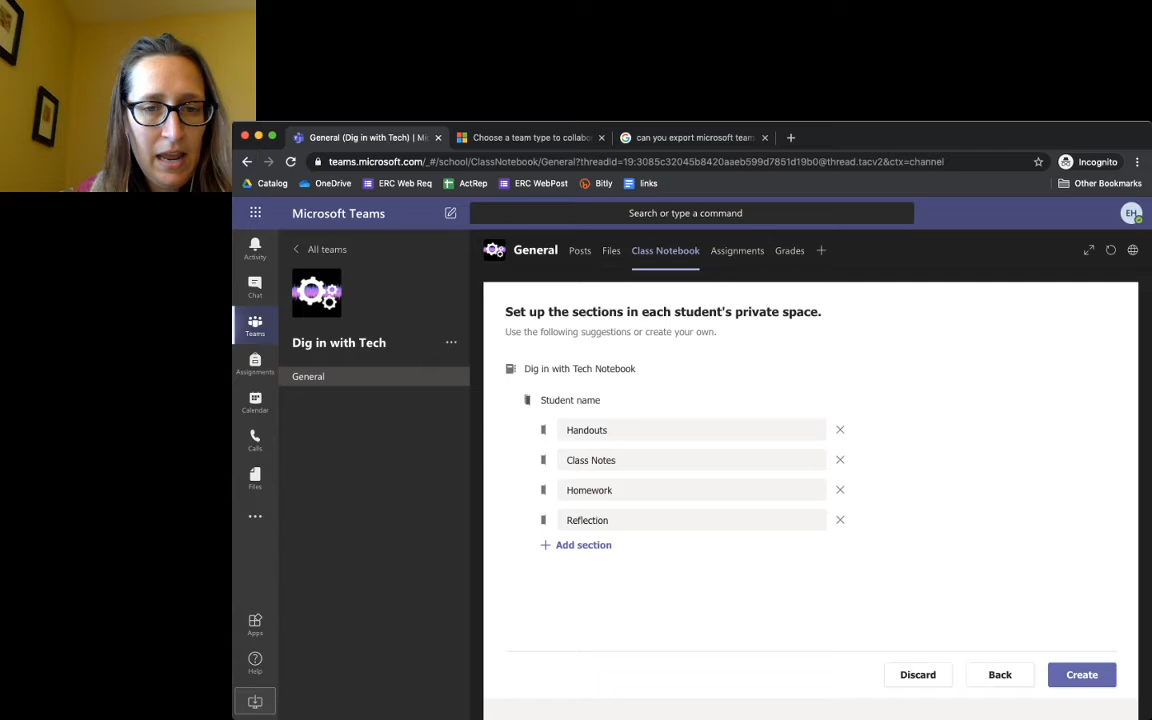 General (Dig in with Tech) | Mi
Choose a team type to collabor
can you export microsoft team
teams.microsoft.com/_#/school/ClassNotebook/General?threadId=19:3085c32045b8420aaeb599d7851d19b0@thread.tacv2&ctx=channel
Incognito
Catalog
OneDrive
ERC Web Req
ActRep
ERC WebPost
Bitly
links
Other Bookmarks
Microsoft Teams
Search or type a command
EH
Activity
Chat
Teams
Assignments
Calendar
Calls
Files
Apps
Help
All teams
Dig in with Tech
General
General
Posts
Files
Class Notebook
Assignments
Grades
Set up the sections in each student's private space.
Use the following suggestions or create your own.
Dig in with Tech Notebook
Student name
Handouts
Class Notes
Homework
Reflection
Add section
Discard
Back
Create